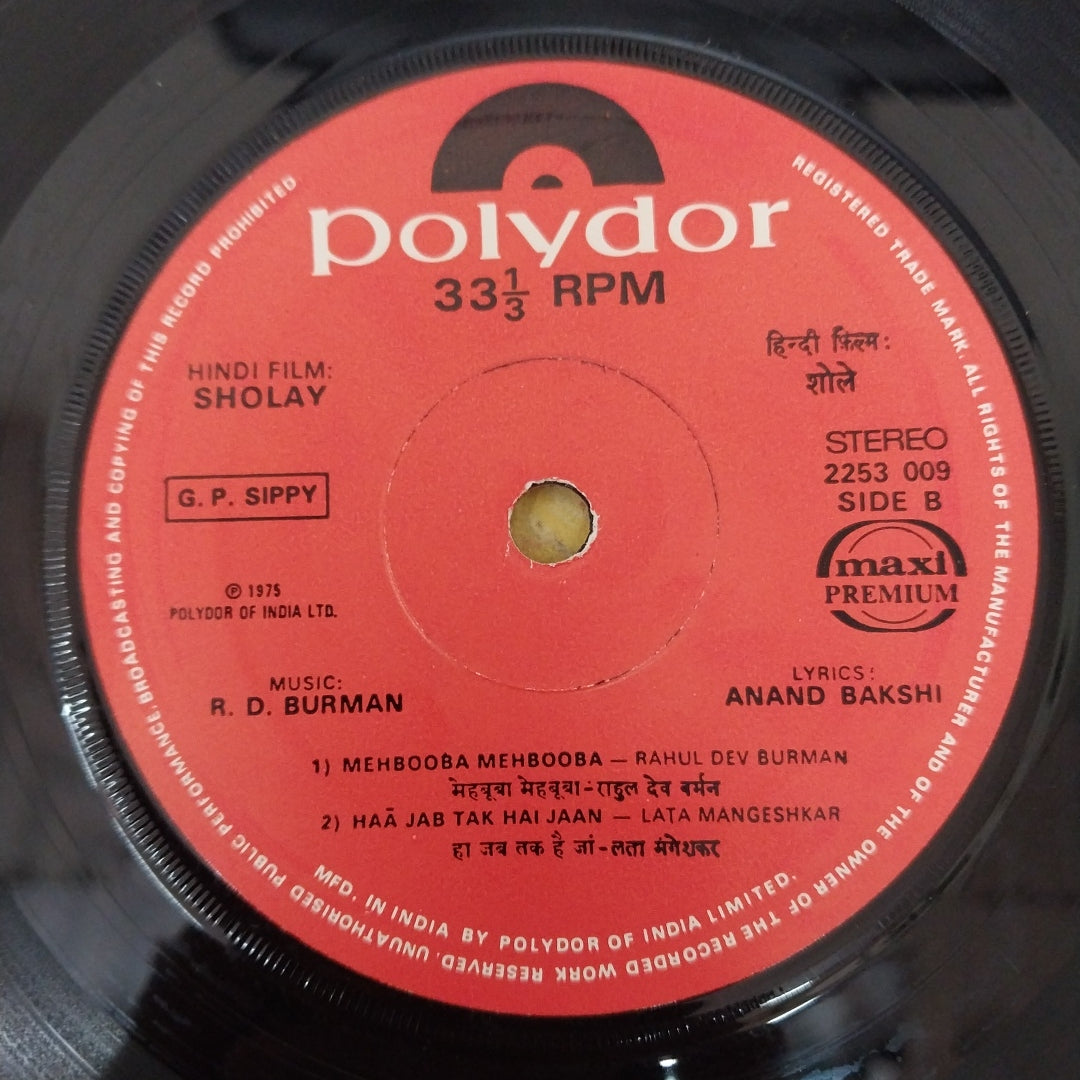 polydor
33⅓ RPM
HINDI FILM:
SHOLAY
हिन्दी फ़िल्म:
शोले
G. P. SIPPY
STEREO
2253 009
SIDE B
maxi
PREMIUM
℗ 1975
POLYDOR OF INDIA LTD.
MUSIC:
R. D. BURMAN
LYRICS:
ANAND BAKSHI
1) MEHBOOBA MEHBOOBA — RAHUL DEV BURMAN
मेहबूबा मेहबूबा-राहुल देव बर्मन
2) HAĀ JAB TAK HAI JAAN — LATA MANGESHKAR
हा जब तक है जां-लता मंगेशकर
MFD. IN INDIA BY POLYDOR OF INDIA LIMITED.
REGISTERED TRADE MARK. ALL RIGHTS OF THE MANUFACTURER AND OF THE OWNER OF THE RECORDED WORK RESERVED. UNAUTHORISED PUBLIC PERFORMANCE, BROADCASTING AND COPYING OF THIS RECORD PROHIBITED